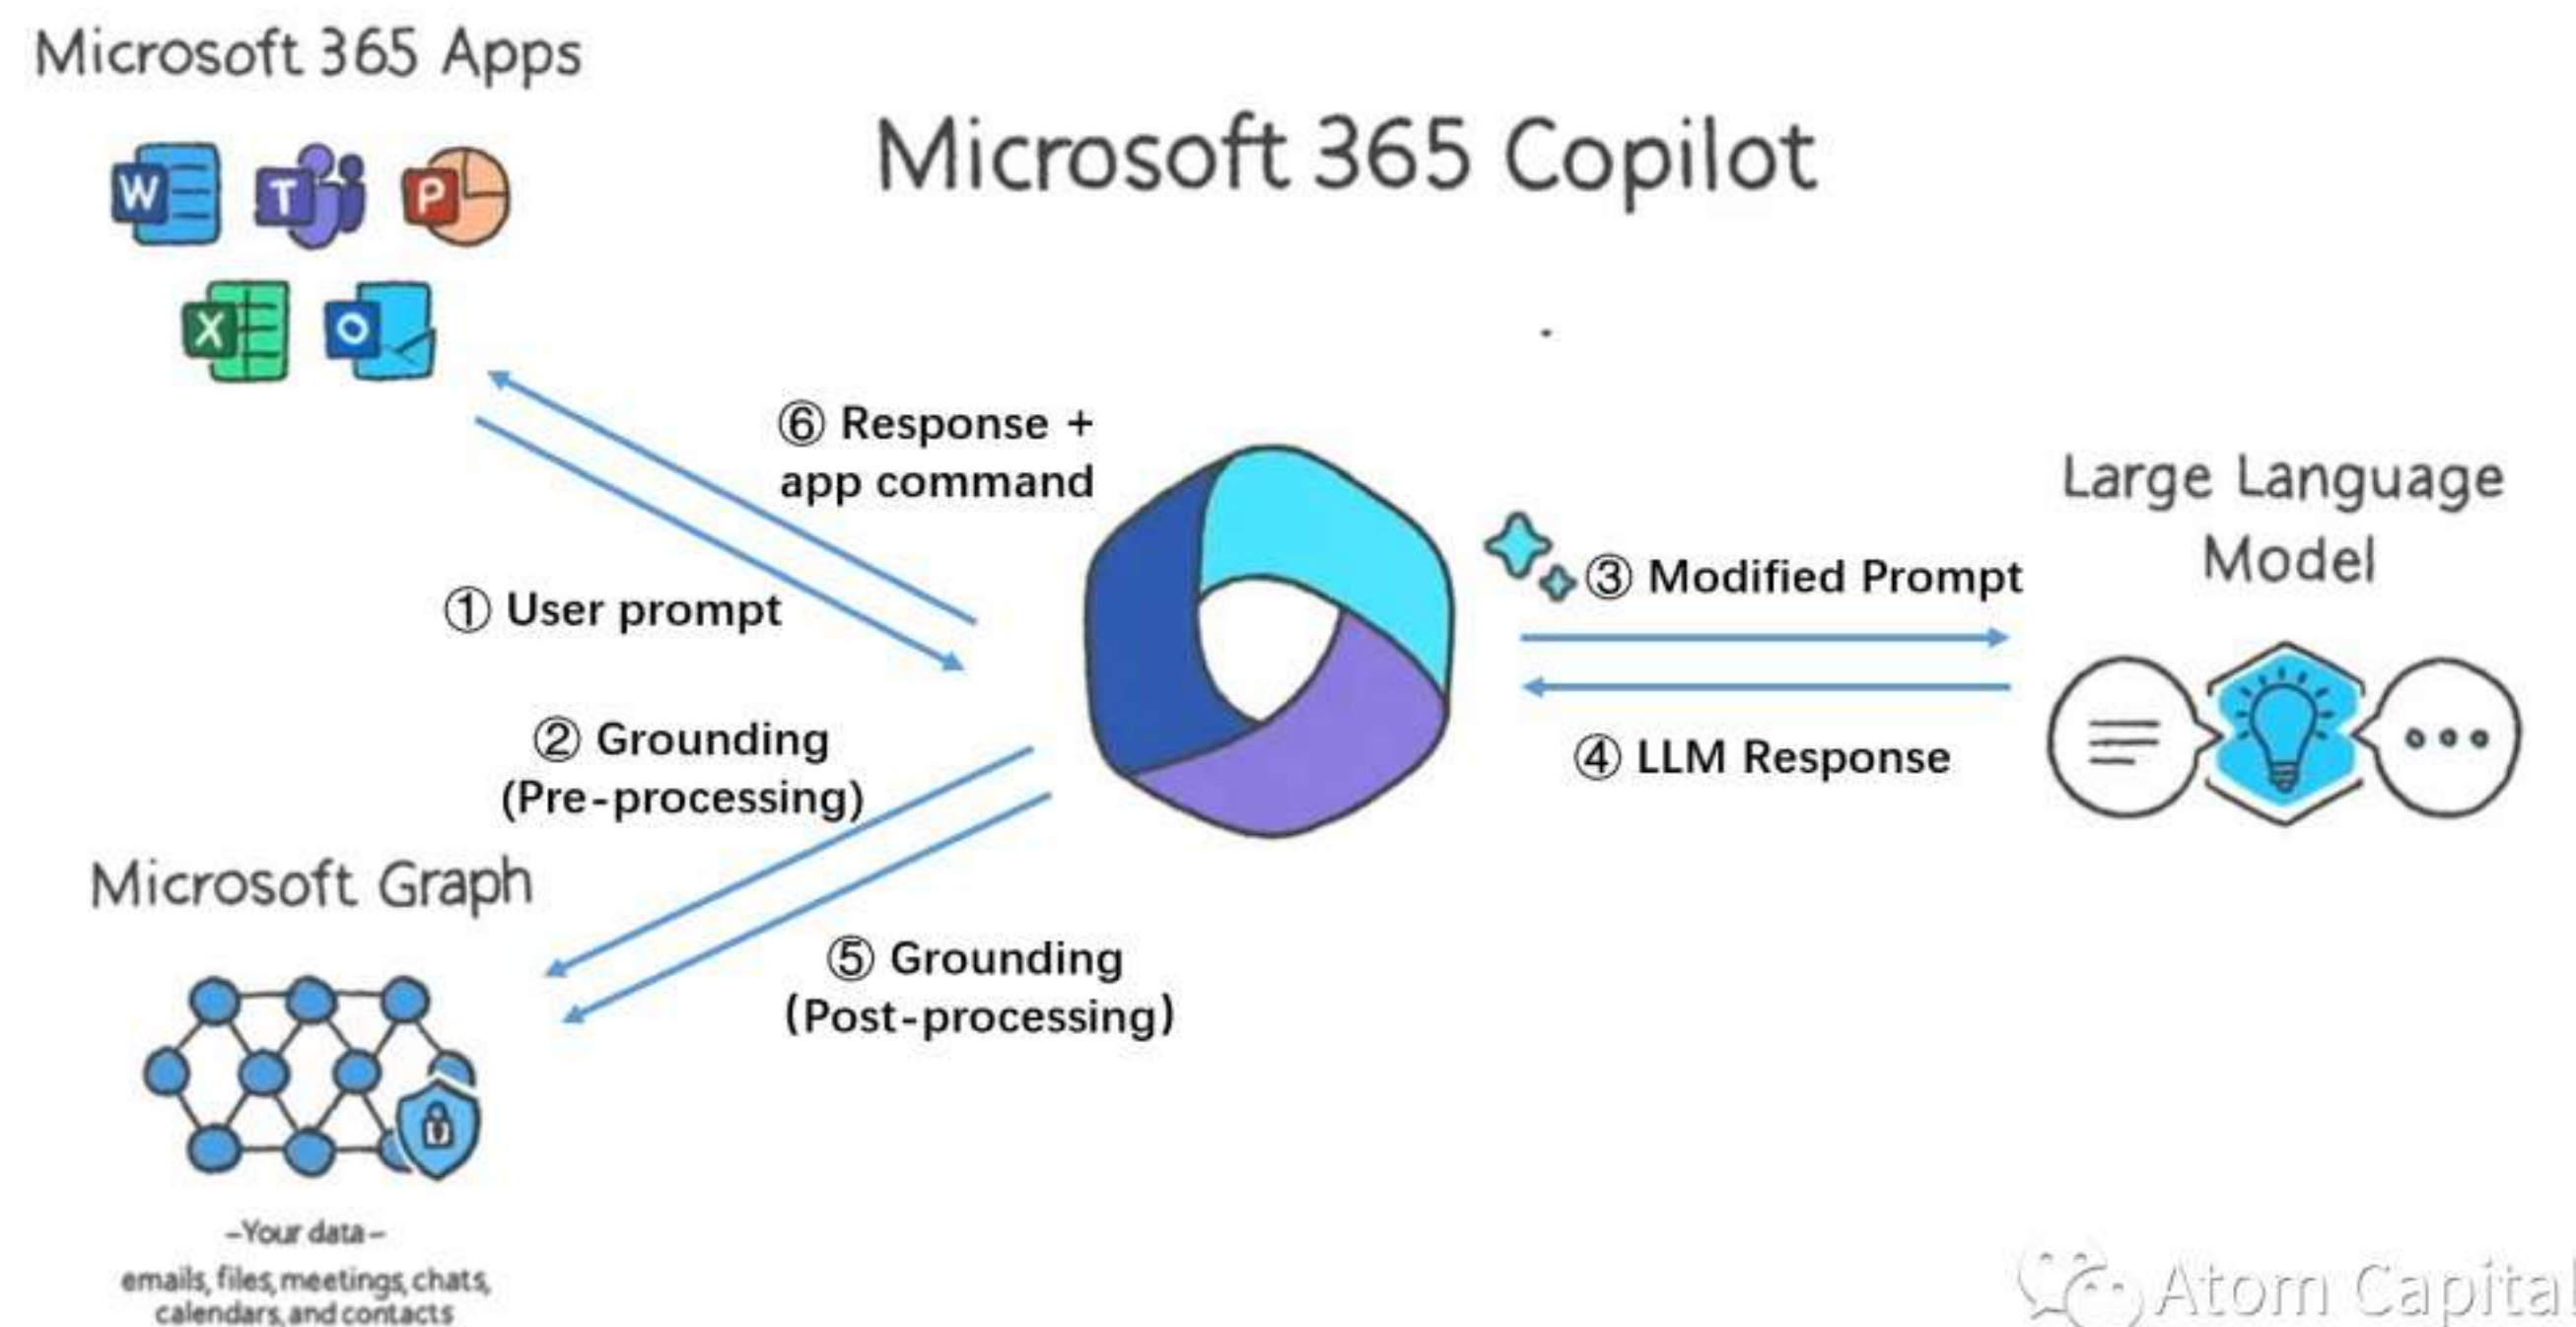 Microsoft 365 Apps
Microsoft 365 Copilot
W
T
P
X
O
⑥ Response +
app command
① User prompt
③ Modified Prompt
④ LLM Response
Large Language
Model
② Grounding
(Pre-processing)
⑤ Grounding
(Post-processing)
Microsoft Graph
-Your data-
emails, files, meetings, chats,
calendars, and contacts
Atom Capital